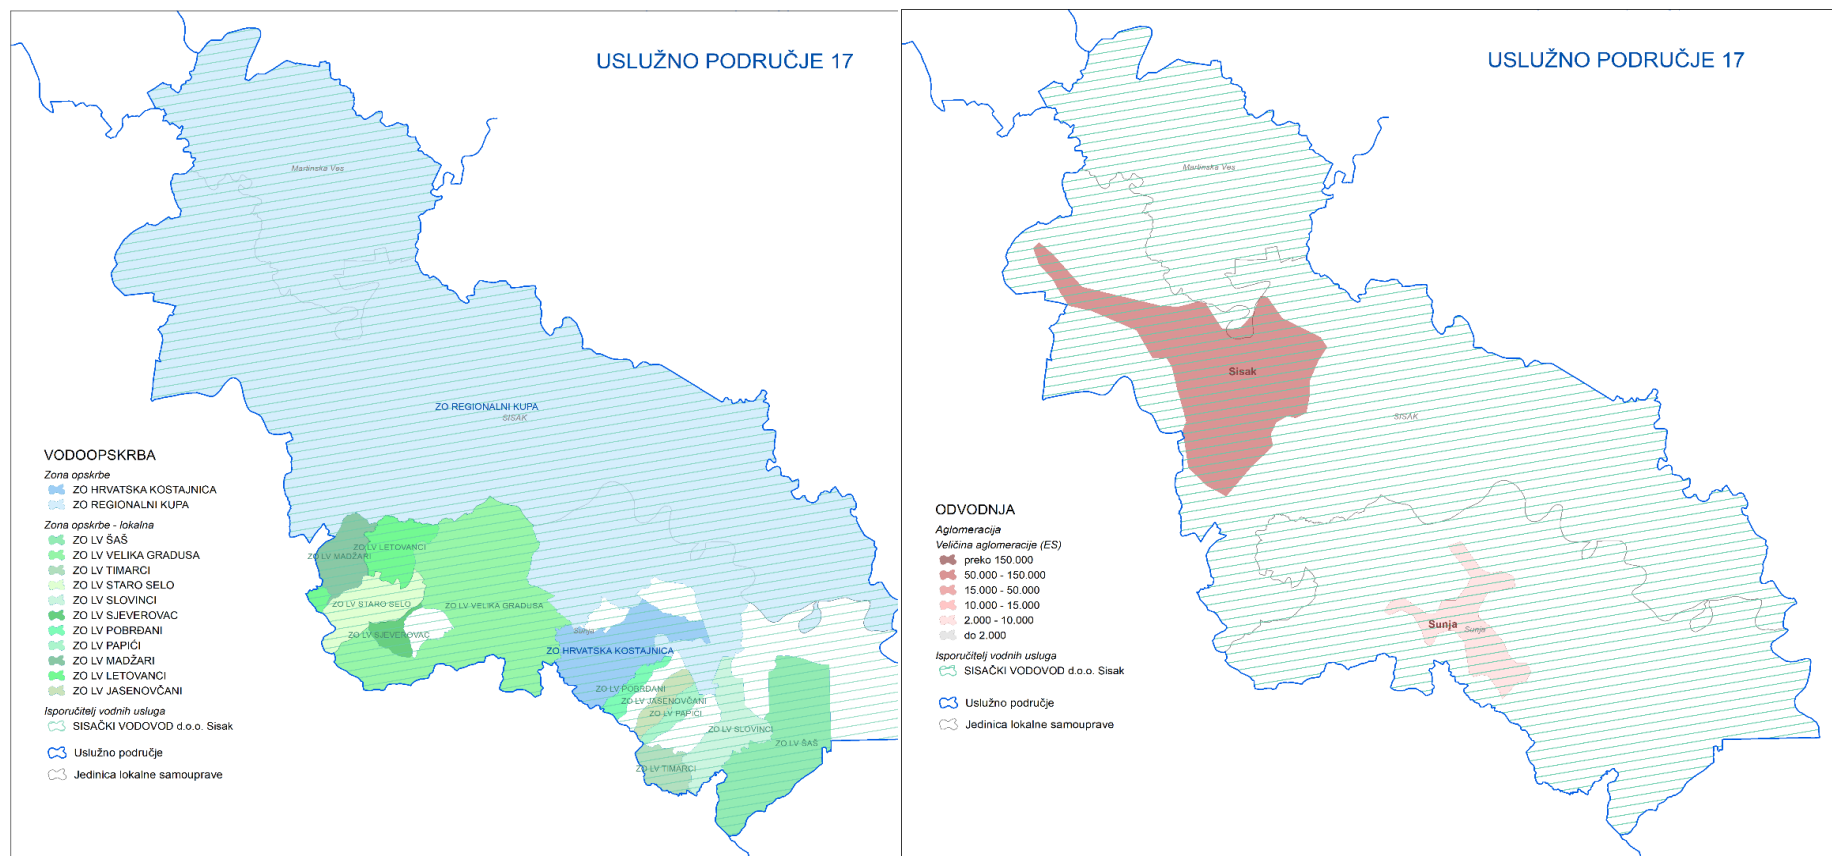 USLUŽNO PODRUČJE 17
Martinska Ves
ZO REGIONALNI KUPA
SISAK
VODOOPSKRBA
Zona opskrbe
ZO HRVATSKA KOSTAJNICA
ZO REGIONALNI KUPA
Zona opskrbe - lokalna
ZO LV ŠAŠ
ZO LV VELIKA GRADUSA
ZO LV TIMARCI
ZO LV STARO SELO
ZO LV SLOVINCI
ZO LV SJEVEROVAC
ZO LV POBRĐANI
ZO LV PAPIĆI
ZO LV MADŽARI
ZO LV LETOVANCI
ZO LV JASENOVČANI
Isporučitelj vodnih usluga
SISAČKI VODOVOD d.o.o. Sisak
Uslužno područje
Jedinica lokalne samouprave
ZO LV LETOVANCI
ZO LV MADŽARI
ZO LV STARO SELO
ZO LV VELIKA GRADUSA
ZO LV SJEVEROVAC
Sunja
ZO HRVATSKA KOSTAJNICA
ZO LV POBRĐANI
ZO LV JASENOVČANI
ZO LV PAPIĆI
ZO LV SLOVINCI
ZO LV ŠAŠ
ZO LV TIMARCI
USLUŽNO PODRUČJE 17
Martinska Ves
Sisak
SISAK
Sunja
Sunja
ODVODNJA
Aglomeracija
Veličina aglomeracije (ES)
preko 150.000
50.000 - 150.000
15.000 - 50.000
10.000 - 15.000
2.000 - 10.000
do 2.000
Isporučitelj vodnih usluga
SISAČKI VODOVOD d.o.o. Sisak
Uslužno područje
Jedinica lokalne samouprave